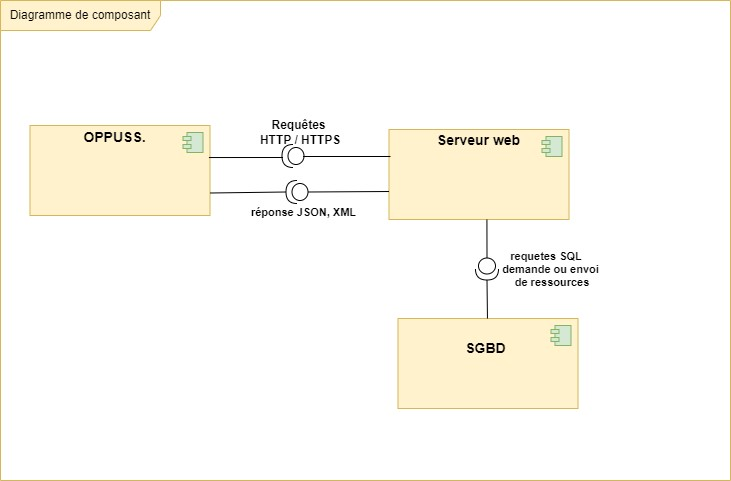 Diagramme de composant
Requêtes
HTTP / HTTPS
OPPUSS.
Serveur web
réponse JSON, XML
requetes SQL
demande ou envoi
de ressources
SGBD